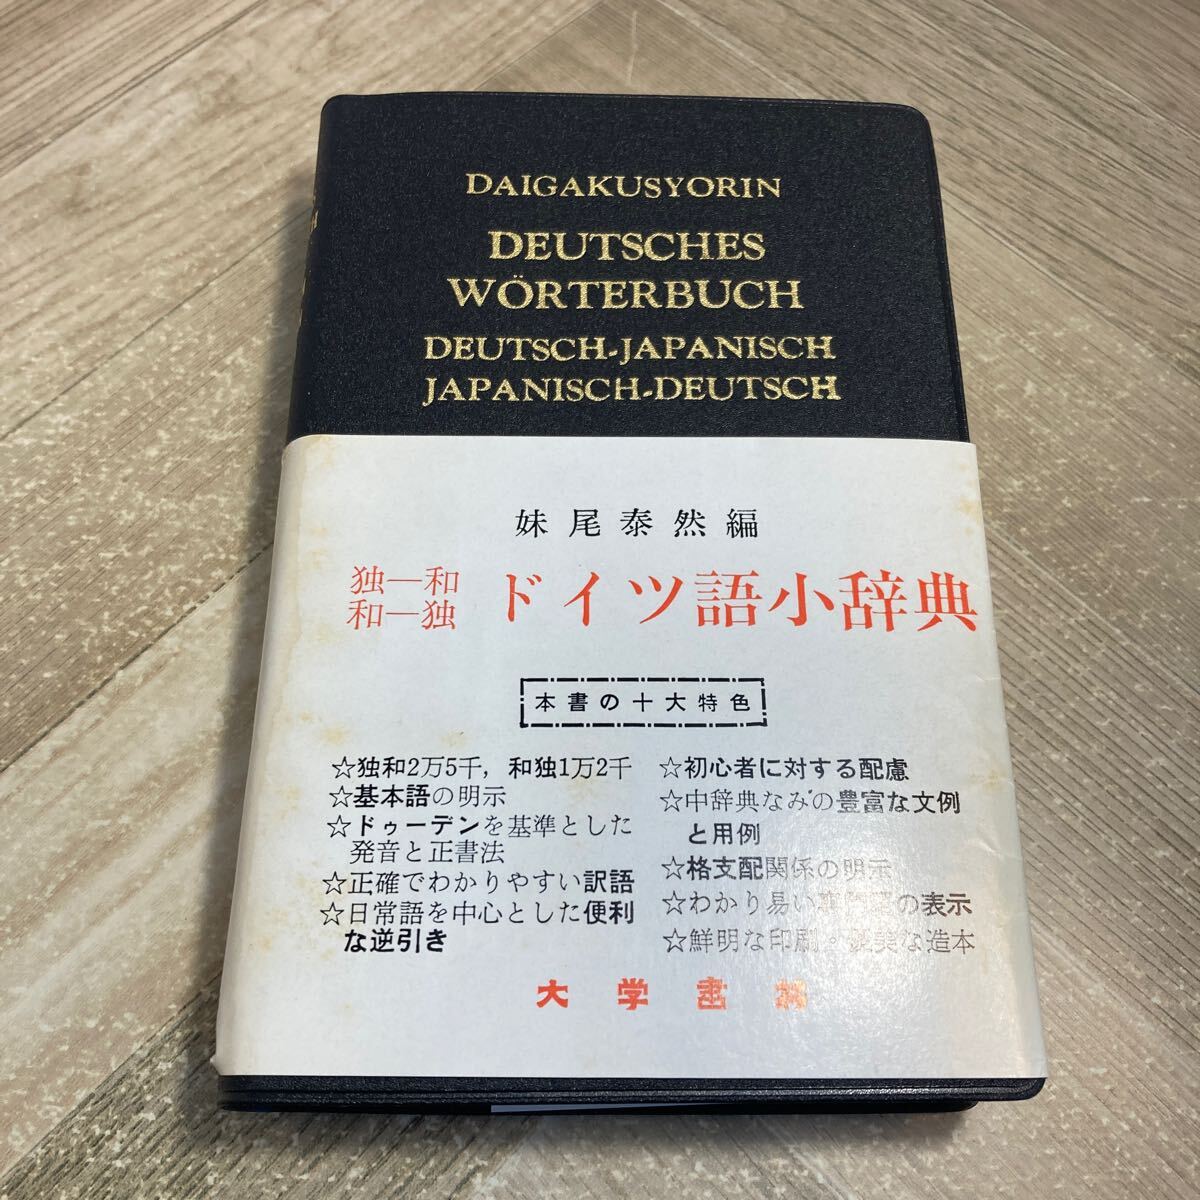 DAIGAKUSYORIN
DEUTSCHES
WÖRTERBUCH
DEUTSCH-JAPANISCH
JAPANISCH-DEUTSCH
妹尾泰然編
独―和
和―独
ドイツ語小辞典
本書の十大特色
☆独和2万5千，和独1万2千
☆基本語の明示
☆ドゥーデンを基準とした
発音と正書法
☆正確でわかりやすい訳語
☆日常語を中心とした便利
な逆引き
☆初心者に対する配慮
☆中辞典なみの豊富な文例
と用例
☆格支配関係の明示
☆わかり易い の表示
☆鮮明な印刷・ な造本
大学書林